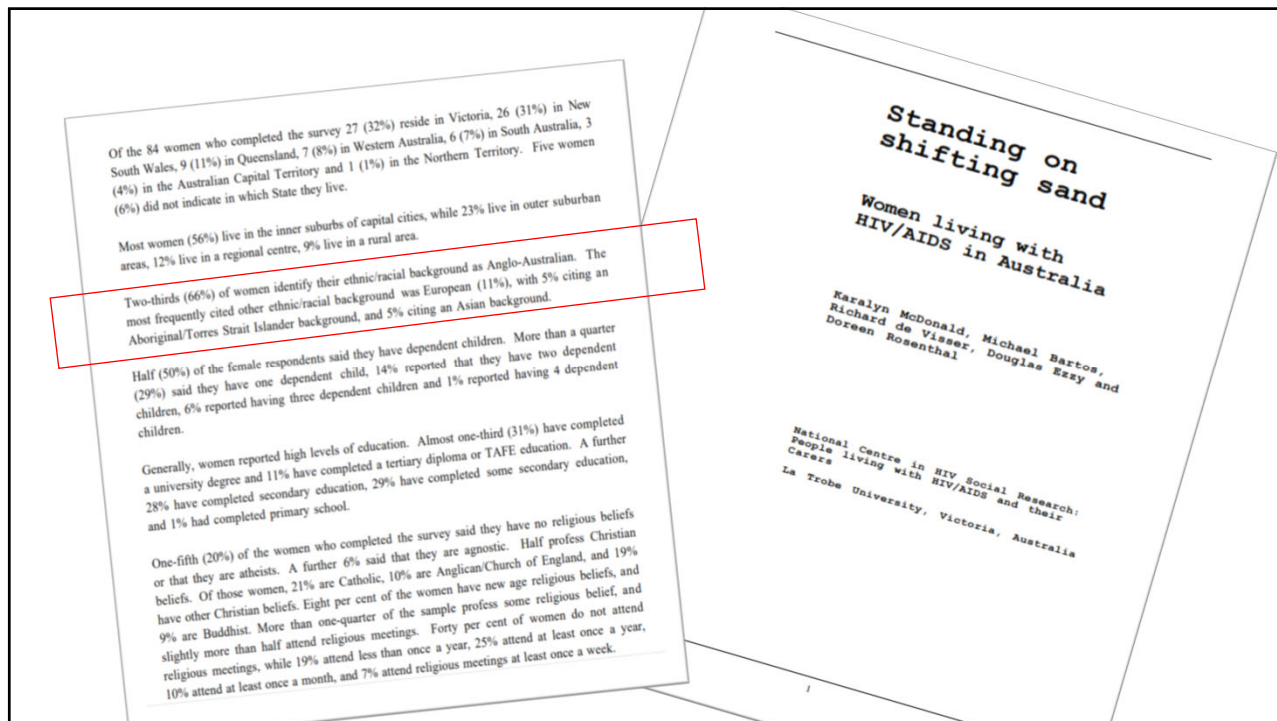 Of the 84 women who completed the survey 27 (32%) reside in Victoria, 26 (31%) in New
South Wales, 9 (11%) in Queensland, 7 (8%) in Western Australia, 6 (7%) in South Australia, 3
(4%) in the Australian Capital Territory and 1 (1%) in the Northern Territory. Five women
(6%) did not indicate in which State they live.
Most women (56%) live in the inner suburbs of capital cities, while 23% live in outer suburban
areas, 12% live in a regional centre, 9% live in a rural area.
Two-thirds (66%) of women identify their ethnic/racial background as Anglo-Australian. The
most frequently cited other ethnic/racial background was European (11%), with 5% citing an
Aboriginal/Torres Strait Islander background, and 5% citing an Asian background.
Half (50%) of the female respondents said they have dependent children. More than a quarter
(29%) said they have one dependent child, 14% reported that they have two dependent
children, 6% reported having three dependent children and 1% reported having 4 dependent
children.
Generally, women reported high levels of education. Almost one-third (31%) have completed
a university degree and 11% have completed a tertiary diploma or TAFE education. A further
28% have completed secondary education, 29% have completed some secondary education,
and 1% had completed primary school.
One-fifth (20%) of the women who completed the survey said they have no religious beliefs
or that they are atheists. A further 6% said that they are agnostic. Half profess Christian
beliefs. Of those women, 21% are Catholic, 10% are Anglican/Church of England, and 19%
have other Christian beliefs. Eight per cent of the women have new age religious beliefs, and
9% are Buddhist. More than one-quarter of the sample profess some religious belief, and
slightly more than half attend religious meetings. Forty per cent of women do not attend
religious meetings, while 19% attend less than once a year, 25% attend at least once a year,
10% attend at least once a month, and 7% attend religious meetings at least once a week.
Standing on
shifting sand
Women living with
HIV/AIDS in Australia
Karalyn McDonald, Michael Bartos,
Richard de Visser, Douglas Ezzy and
Doreen Rosenthal
National Centre in HIV Social Research:
People living with HIV/AIDS and their
Carers
La Trobe University, Victoria, Australia
1